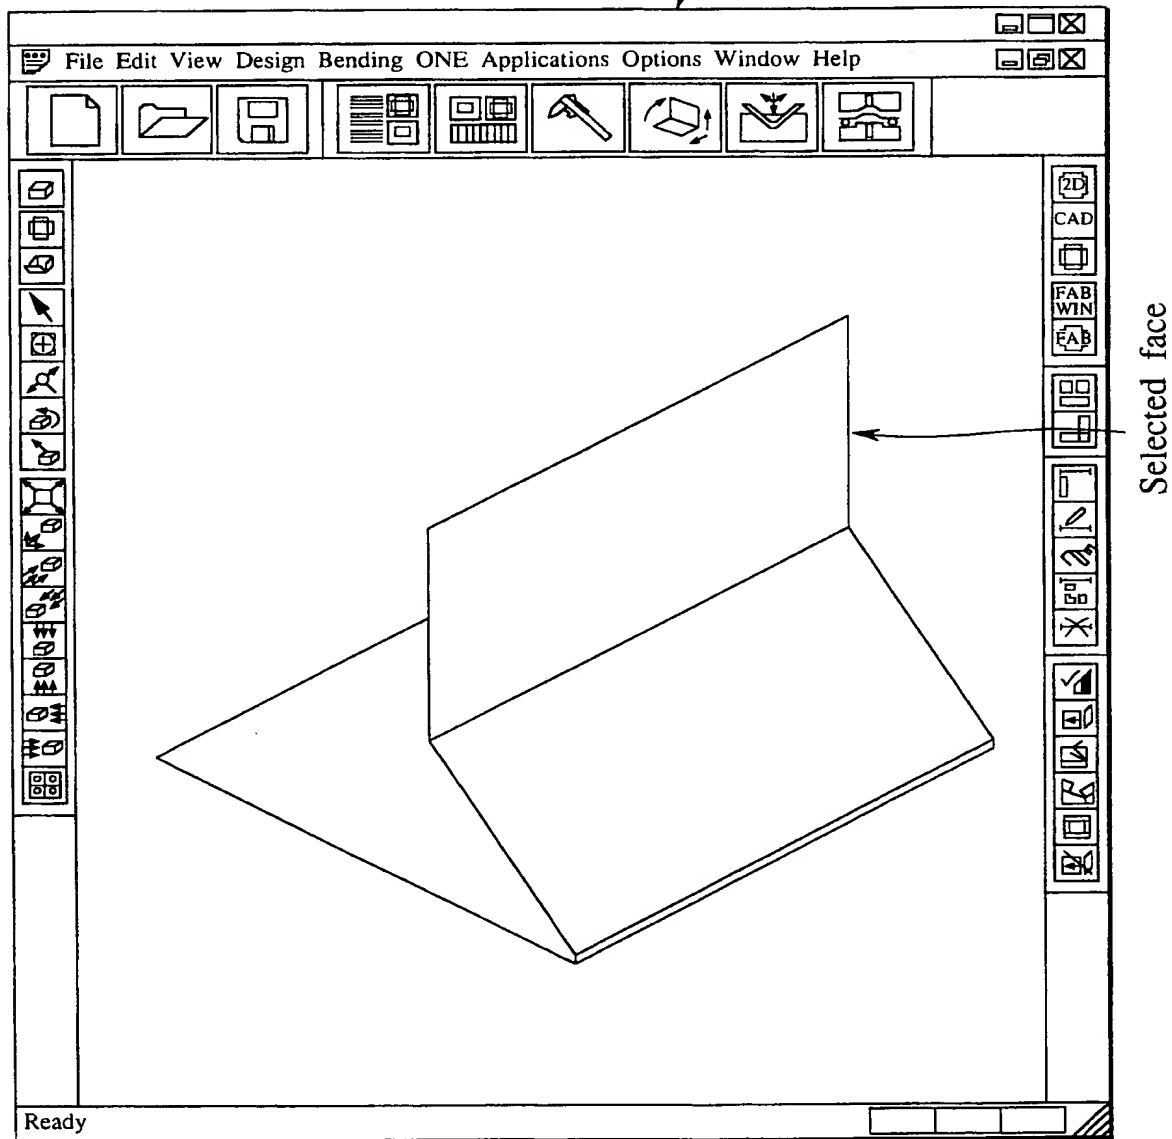 File Edit View Design Bending ONE Applications Options Window Help
2D
CAD
FAB
WIN
FAB
Selected face
Ready